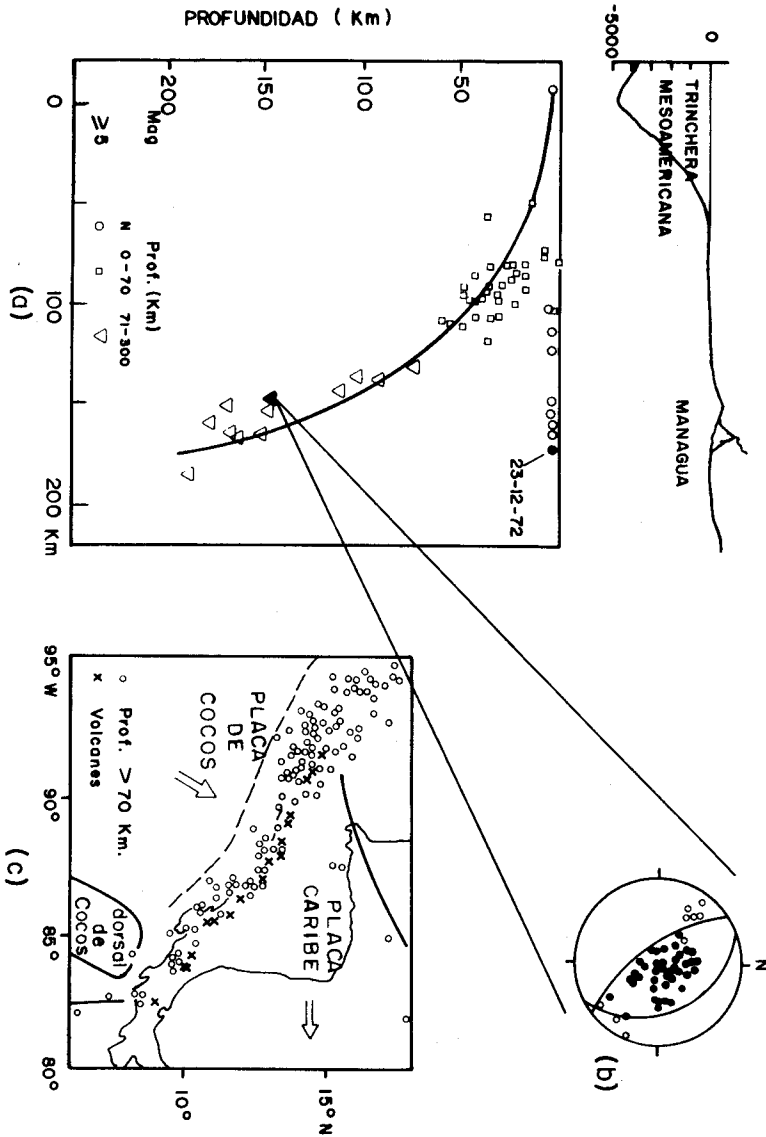 TRINCHERA
MESOAMERICANA
MANAGUA
0
-5000
PROFUNDIDAD ( Km)
-50
-100
-150
200
0
100
200 Km
23-12-72
Mag
Prof. (Km)
N 0-70 71-300
≥5
(a)
N
(b)
PLACA
DE
COCOS
PLACA
CARIBE
dorsal
de
Cocos
Prof. > 70 Km.
x Volcanes
95° W
90°
85°
80°
10°
15° N
(c)